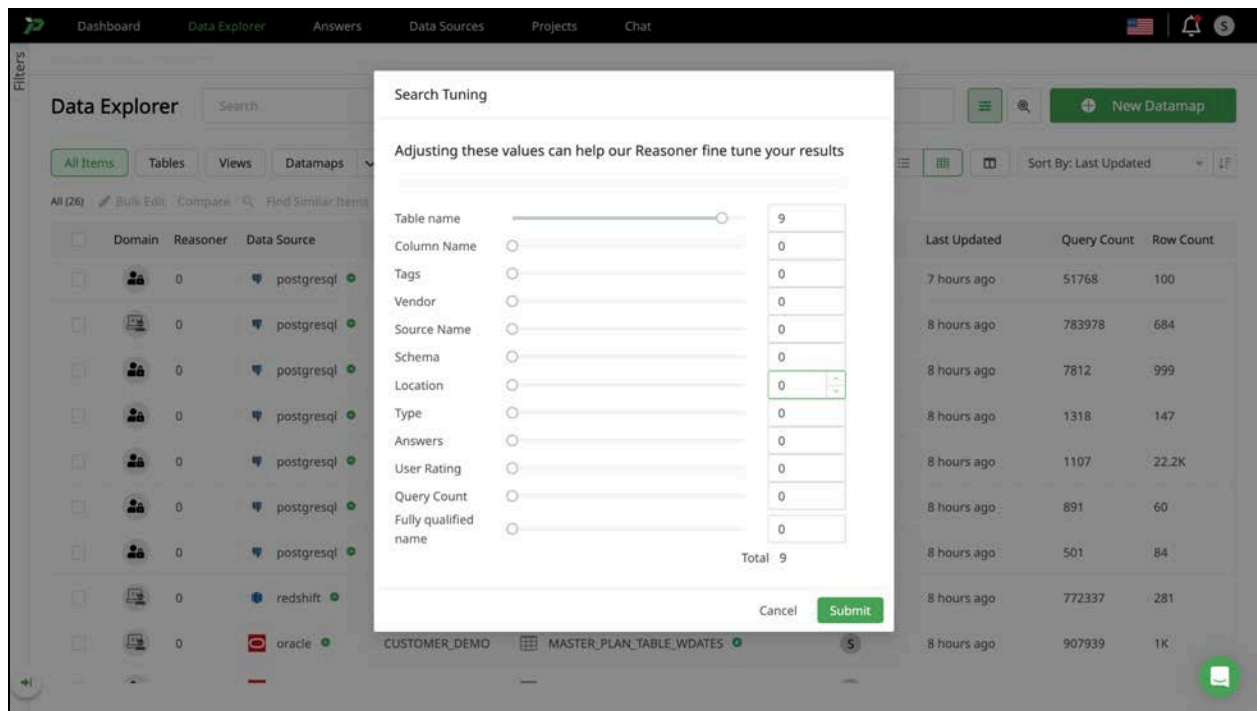 Dashboard Data Explorer Answers Data Sources Projects Chat S
Filters
Data Explorer Search New Datamap
All Items Tables Views Datamaps Sort By: Last Updated
All (26) Bulk Edit Compare Find Similar Items
Domain Reasoner Data Source Last Updated Query Count Row Count
0 postgresql 7 hours ago 51768 100
0 postgresql 8 hours ago 783978 684
0 postgresql 8 hours ago 7812 999
0 postgresql 8 hours ago 1318 147
0 postgresql 8 hours ago 1107 22.2K
0 postgresql 8 hours ago 891 60
0 postgresql 8 hours ago 501 84
0 redshift 8 hours ago 772337 281
0 oracle CUSTOMER_DEMO MASTER_PLAN_TABLE_WDATES S 8 hours ago 907939 1K
Search Tuning
Adjusting these values can help our Reasoner fine tune your results
Table name 9
Column Name 0
Tags 0
Vendor 0
Source Name 0
Schema 0
Location 0
Type 0
Answers 0
User Rating 0
Query Count 0
Fully qualified
name 0
Total 9
Cancel Submit